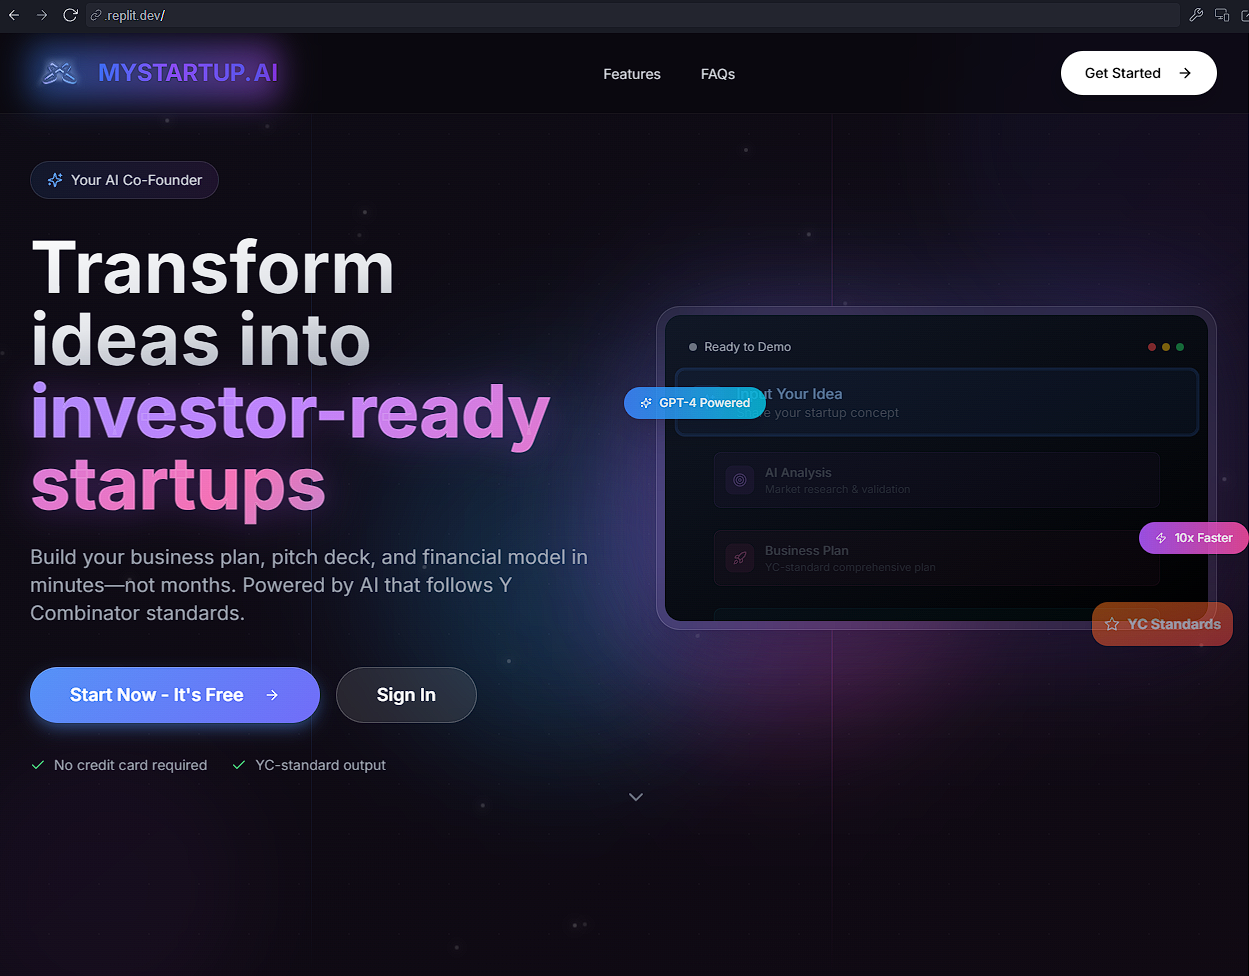 .replit.dev/
MYSTARTUP.AI
Features
FAQs
Get Started
Your AI Co-Founder
Transform
ideas into
investor-ready
startups
Build your business plan, pitch deck, and financial model in
minutes—not months. Powered by AI that follows Y
Combinator standards.
Start Now - It's Free
Sign In
No credit card required
YC-standard output
Ready to Demo
Your Idea
GPT-4 Powered
your startup concept
AI Analysis
Market research & validation
Business Plan
YC-standard comprehensive plan
10x Faster
YC Standards